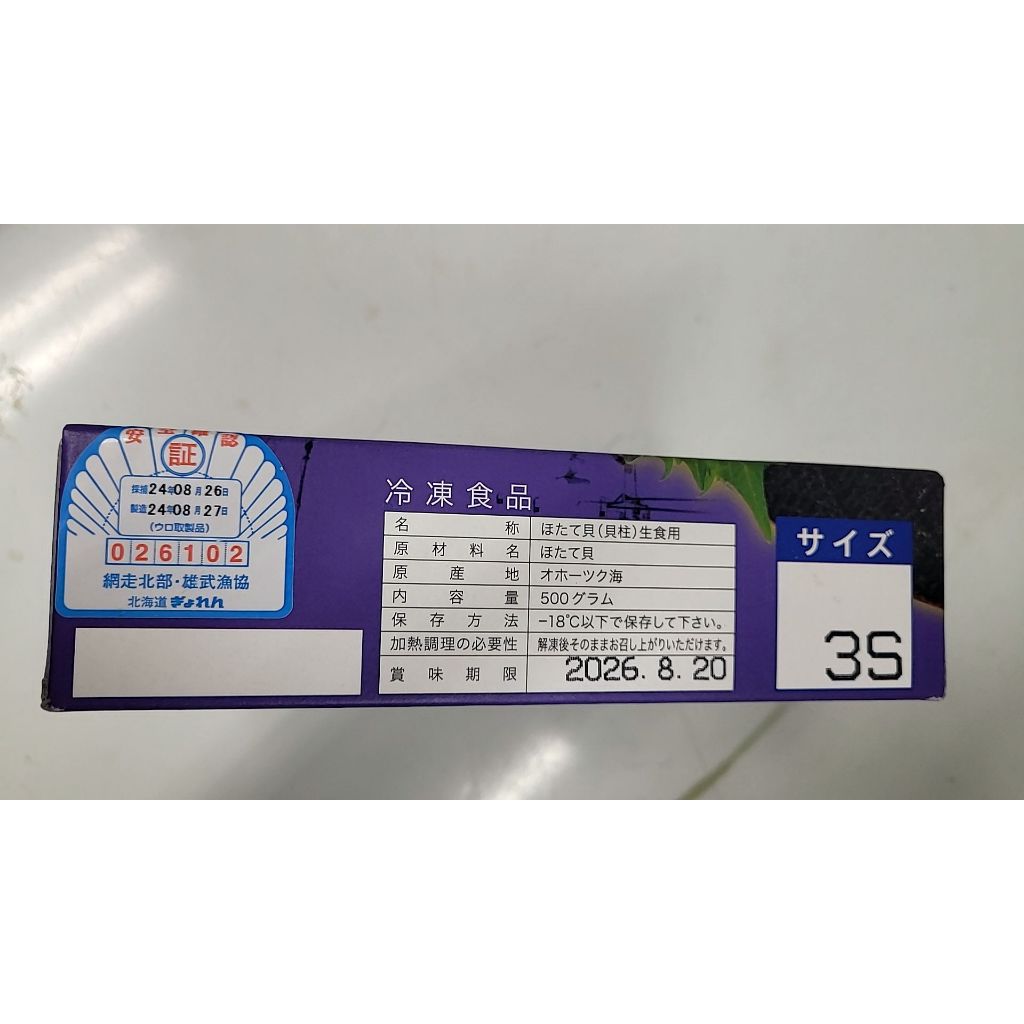 安全確認
証
採捕24年08月26日
製造24年08月27日
(ウロ取製品)
026102
網走北部・雄武漁協
北海道ぎょれん
冷凍食品
名称 ほたて貝(貝柱)生食用
原材料名 ほたて貝
原産地 オホーツク海
内容量 500グラム
保存方法 −18℃以下で保存して下さい。
加熱調理の必要性 解凍後そのままお召し上がりいただけます。
賞味期限 2026.8.20
サイズ
3S